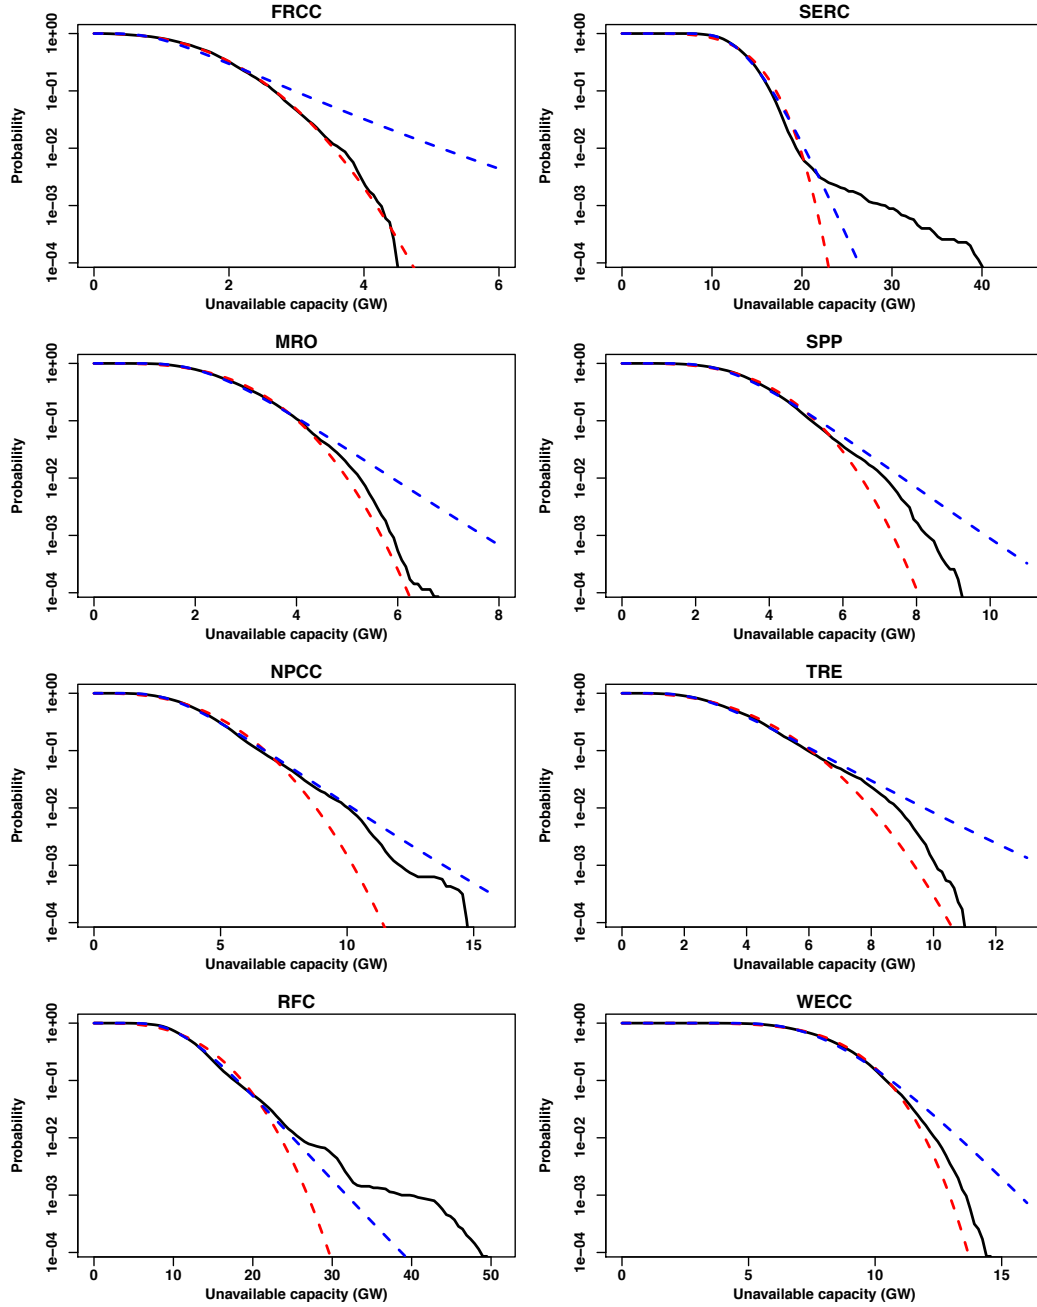 FRCC
Probability
1e−04 1e−03 1e−02 1e−01 1e+00
0 2 4 6
Unavailable capacity (GW)
SERC
Probability
1e−04 1e−03 1e−02 1e−01 1e+00
0 10 20 30 40
Unavailable capacity (GW)
MRO
Probability
1e−04 1e−03 1e−02 1e−01 1e+00
0 2 4 6 8
Unavailable capacity (GW)
SPP
Probability
1e−04 1e−03 1e−02 1e−01 1e+00
0 2 4 6 8 10
Unavailable capacity (GW)
NPCC
Probability
1e−04 1e−03 1e−02 1e−01 1e+00
0 5 10 15
Unavailable capacity (GW)
TRE
Probability
1e−04 1e−03 1e−02 1e−01 1e+00
0 2 4 6 8 10 12
Unavailable capacity (GW)
RFC
Probability
1e−04 1e−03 1e−02 1e−01 1e+00
0 10 20 30 40 50
Unavailable capacity (GW)
WECC
Probability
1e−04 1e−03 1e−02 1e−01 1e+00
0 5 10 15
Unavailable capacity (GW)